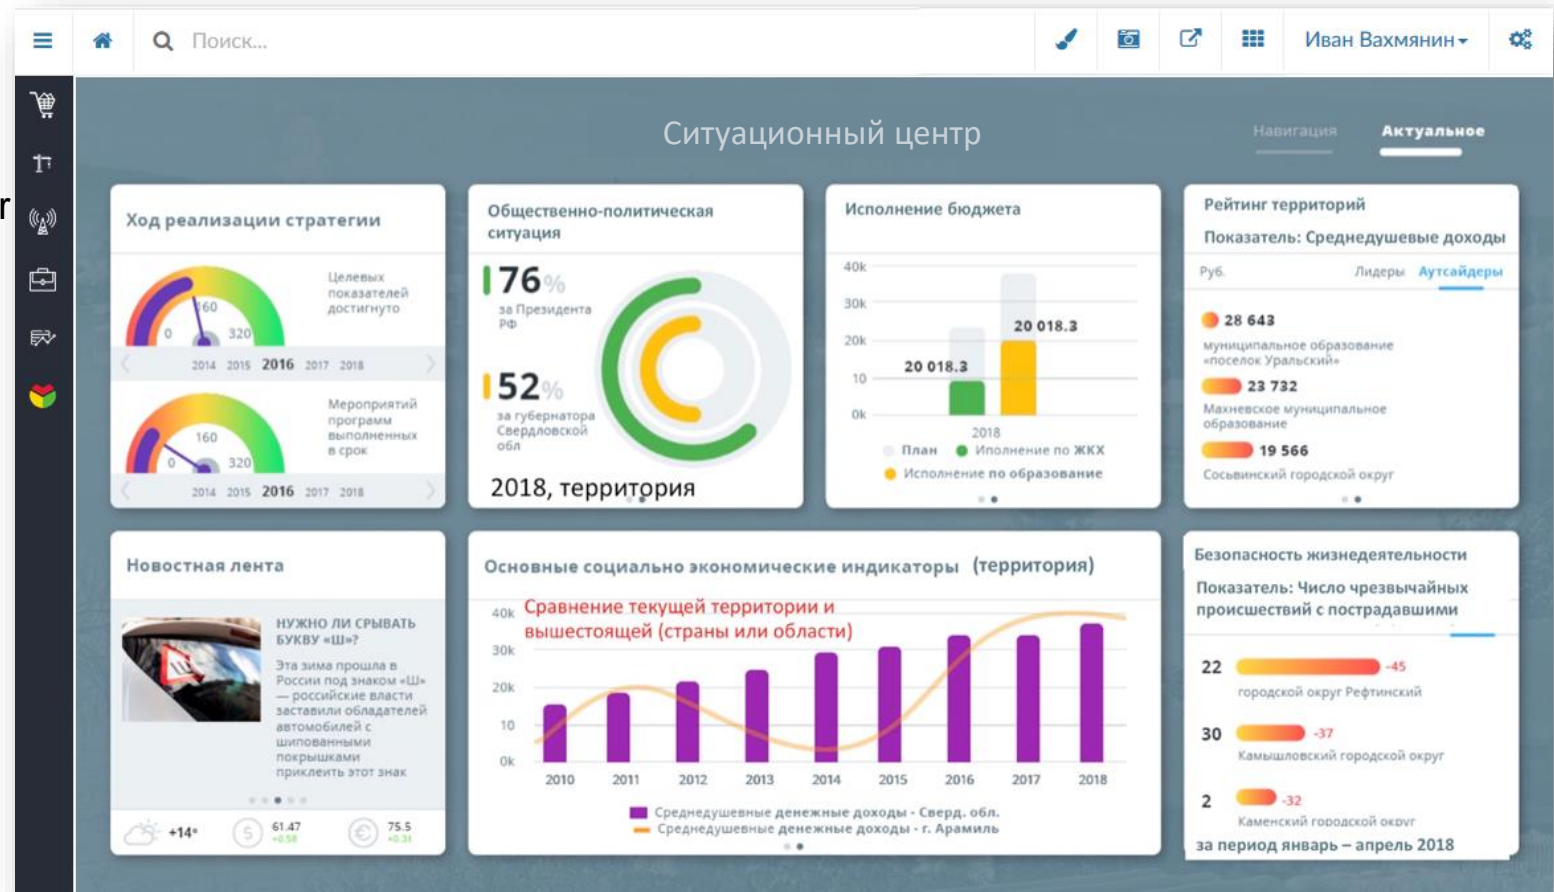 Поиск...
Иван Вахмянин
r
Ситуационный центр
Навигация
Актуальное
Ход реализации стратегии
160
0
320
Целевых
показателей
достигнуто
2014 2015 2016 2017 2018
160
0
320
Мероприятий
программ
выполненных
в срок
2014 2015 2016 2017 2018
Общественно-политическая
ситуация
76%
за Президента
РФ
52%
за губернатора
Свердловской
обл
2018, территория
Исполнение бюджета
40k
30k
20k
10
0k
20 018.3
20 018.3
2018
План Иполнение по ЖКХ
Исполнение по образование
Рейтинг территорий
Показатель: Среднедушевые доходы
Руб. Лидеры Аутсайдеры
28 643
муниципальное образование
«поселок Уральский»
23 732
Махневское муниципальное
образование
19 566
Сосьвинский городской округ
Новостная лента
НУЖНО ЛИ СРЫВАТЬ
БУКВУ «Ш»?
Эта зима прошла в
России под знаком «Ш»
— российские власти
заставили обладателей
автомобилей с
шипованными
покрышками
приклеить этот знак
+14°
61.47
+0.58
75.5
+0.31
Основные социально экономические индикаторы (территория)
Сравнение текущей территории и
вышестоящей (страны или области)
40k
30k
20k
10
0k
2010 2011 2012 2013 2014 2015 2016 2017 2018
Среднедушевные денежные доходы - Сверд. обл.
Среднедушевные денежные доходы - г. Арамиль
Безопасность жизнедеятельности
Показатель: Число чрезвычайных
происшествий с пострадавшими
22 -45
городской округ Рефтинский
30 -37
Камышловский городской округ
2 -32
Каменский городской округ
за период январь – апрель 2018